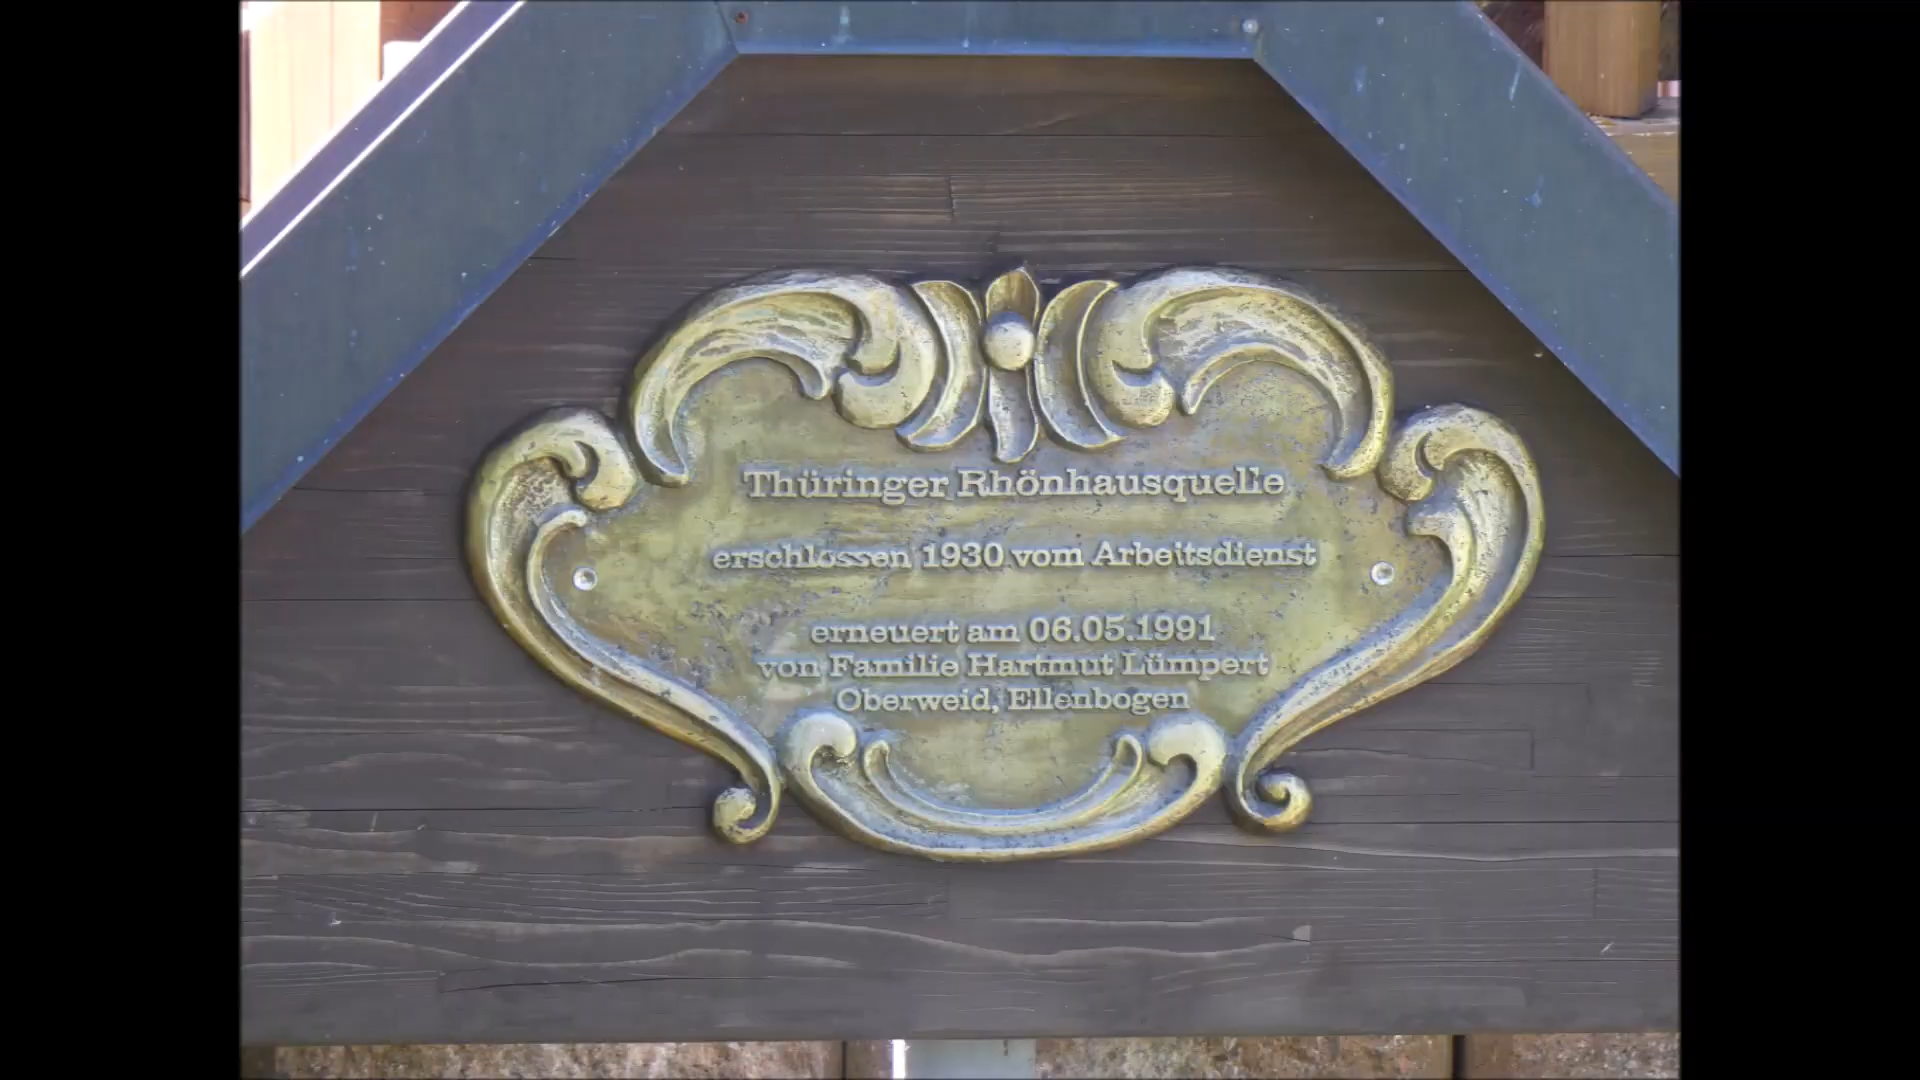 Thüringer Rhönhausquelle
erschlossen 1930 vom Arbeitsdienst
erneuert am 06.05.1991
von Familie Hartmut Lümpert
Oberweid, Ellenbogen